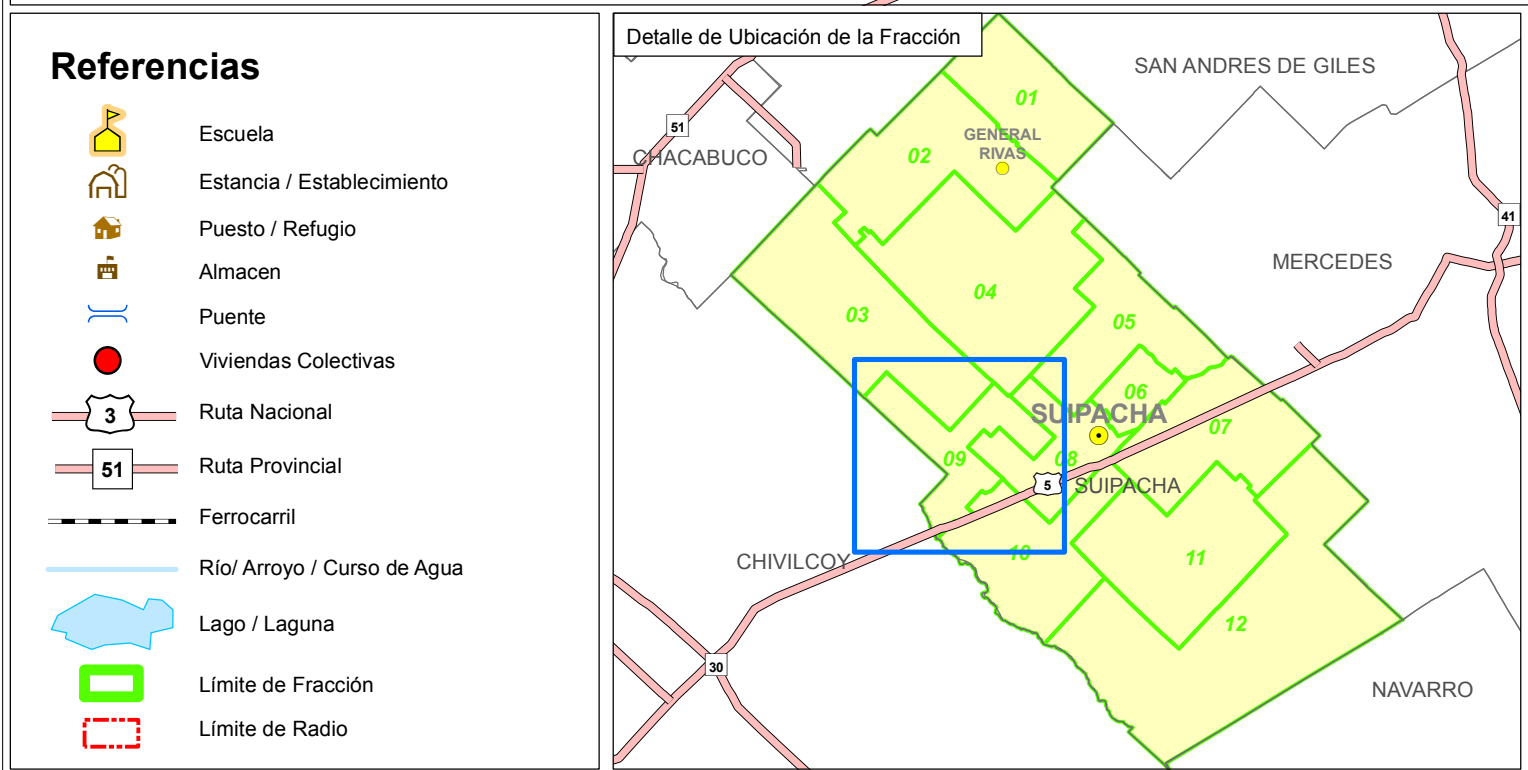 Referencias
Escuela
Estancia / Establecimiento
Puesto / Refugio
Almacen
Puente
Viviendas Colectivas
3
Ruta Nacional
51
Ruta Provincial
Ferrocarril
Río/ Arroyo / Curso de Agua
Lago / Laguna
Límite de Fracción
Límite de Radio
Detalle de Ubicación de la Fracción
SAN ANDRES DE GILES
01
51
GENERAL
RIVAS
CHACABUCO
02
41
MERCEDES
04
03
05
06
SUIPACHA
07
09
08
5
SUIPACHA
10
11
CHIVILCOY
12
30
NAVARRO